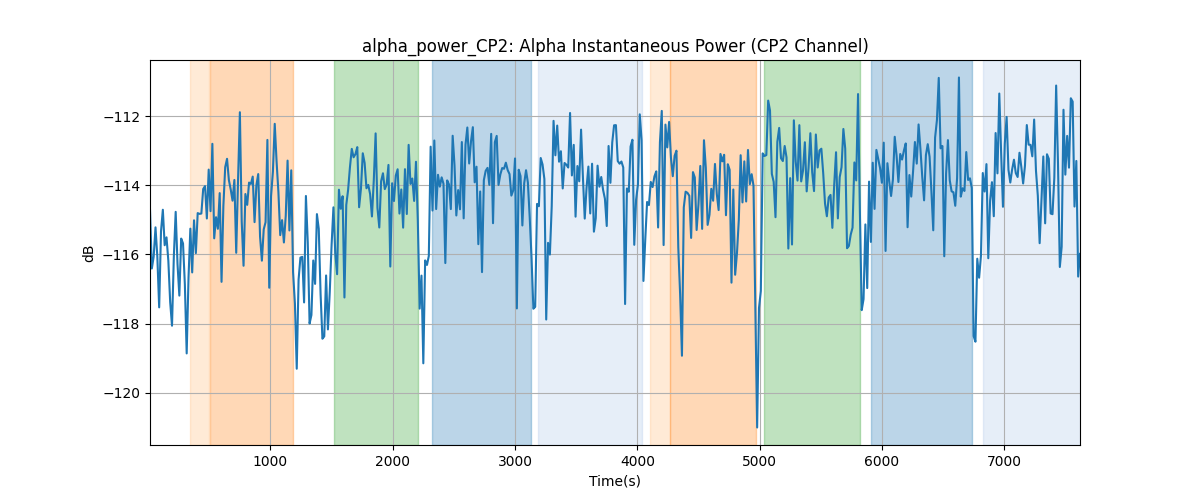 alpha_power_CP2: Alpha Instantaneous Power (CP2 Channel)
−112
−114
−116
−118
−120
dB
1000 2000 3000 4000 5000 6000 7000
Time(s)